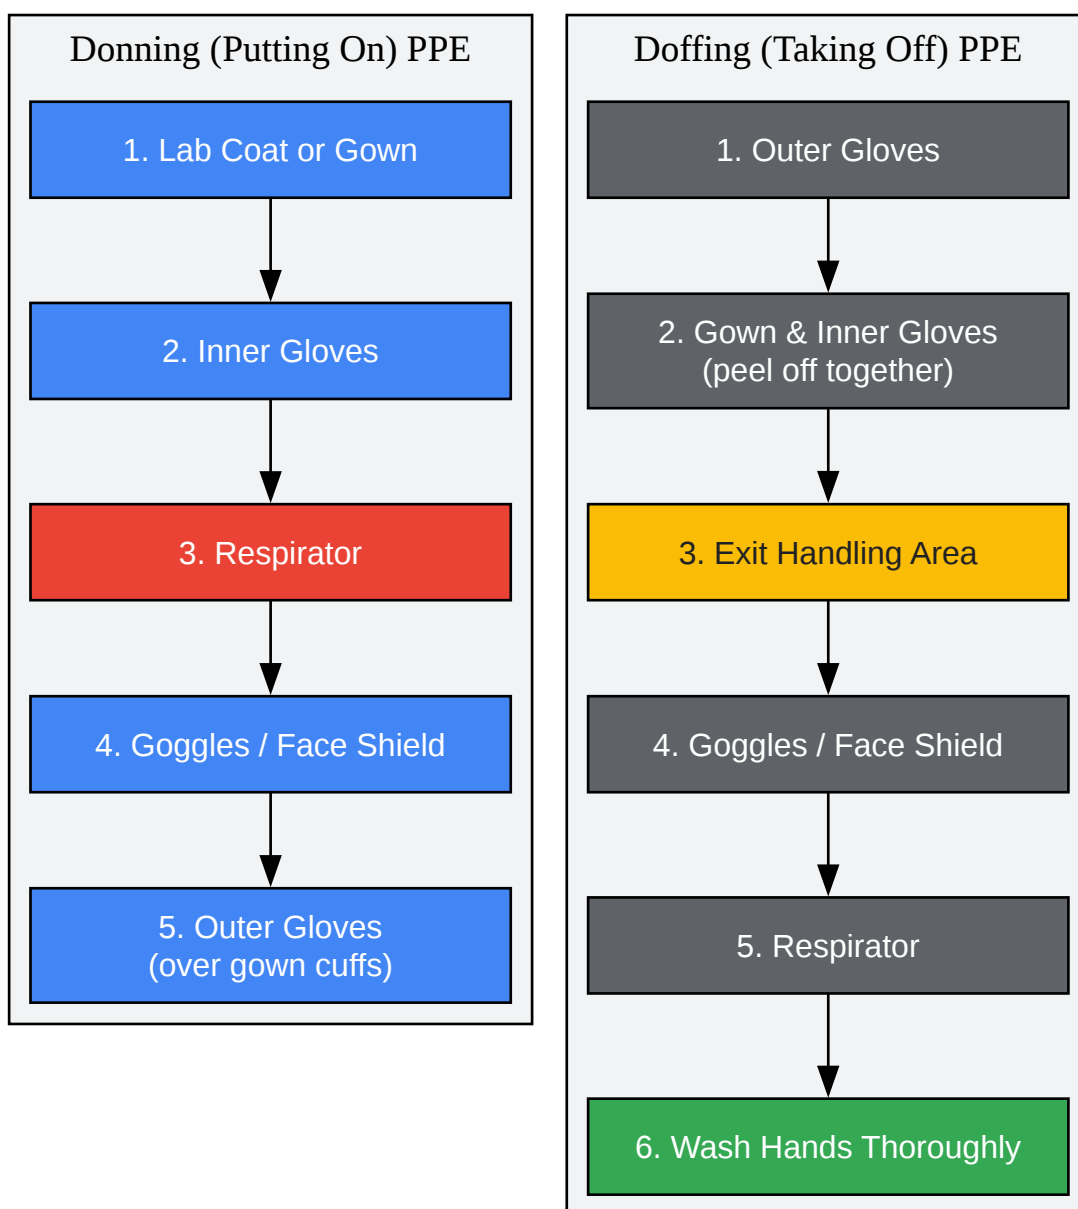 Donning (Putting On) PPE
1. Lab Coat or Gown
2. Inner Gloves
3. Respirator
4. Goggles / Face Shield
5. Outer Gloves
(over gown cuffs)
Doffing (Taking Off) PPE
1. Outer Gloves
2. Gown & Inner Gloves
(peel off together)
3. Exit Handling Area
4. Goggles / Face Shield
5. Respirator
6. Wash Hands Thoroughly